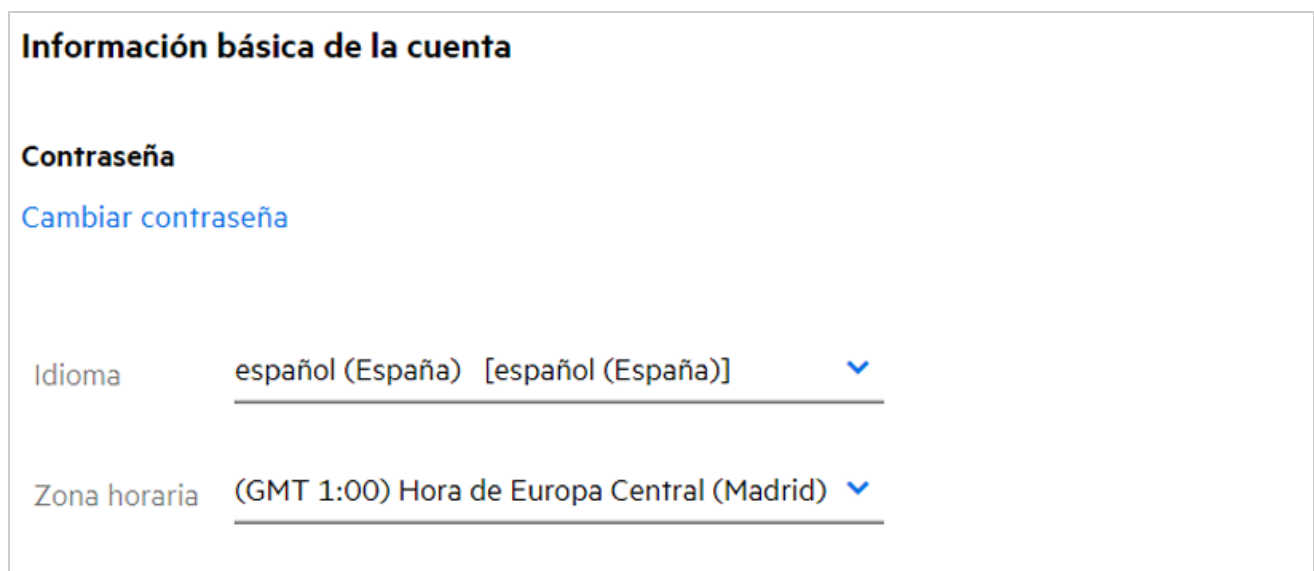 Información básica de la cuenta
Contraseña
Cambiar contraseña
Idioma español (España) [español (España)]
Zona horaria (GMT 1:00) Hora de Europa Central (Madrid)